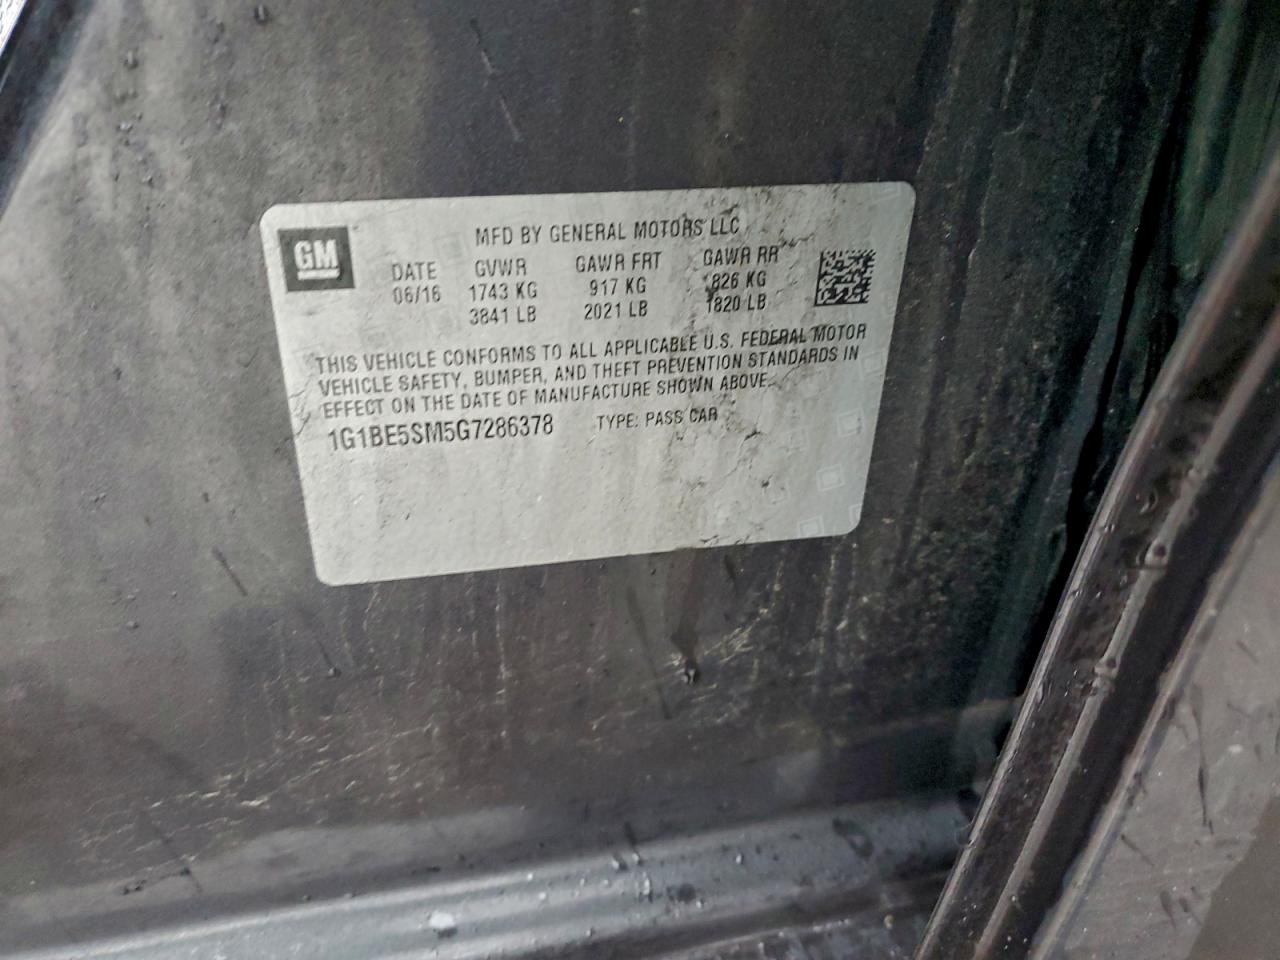 GM
MFD BY GENERAL MOTORS LLC
DATE GVWR GAWR FRT GAWR RR
06/16 1743 KG 917 KG 826 KG
3841 LB 2021 LB 1820 LB
THIS VEHICLE CONFORMS TO ALL APPLICABLE U.S. FEDERAL MOTOR
VEHICLE SAFETY, BUMPER, AND THEFT PREVENTION STANDARDS IN
EFFECT ON THE DATE OF MANUFACTURE SHOWN ABOVE.
1G1BE5SM5G7286378 TYPE: PASS CAR